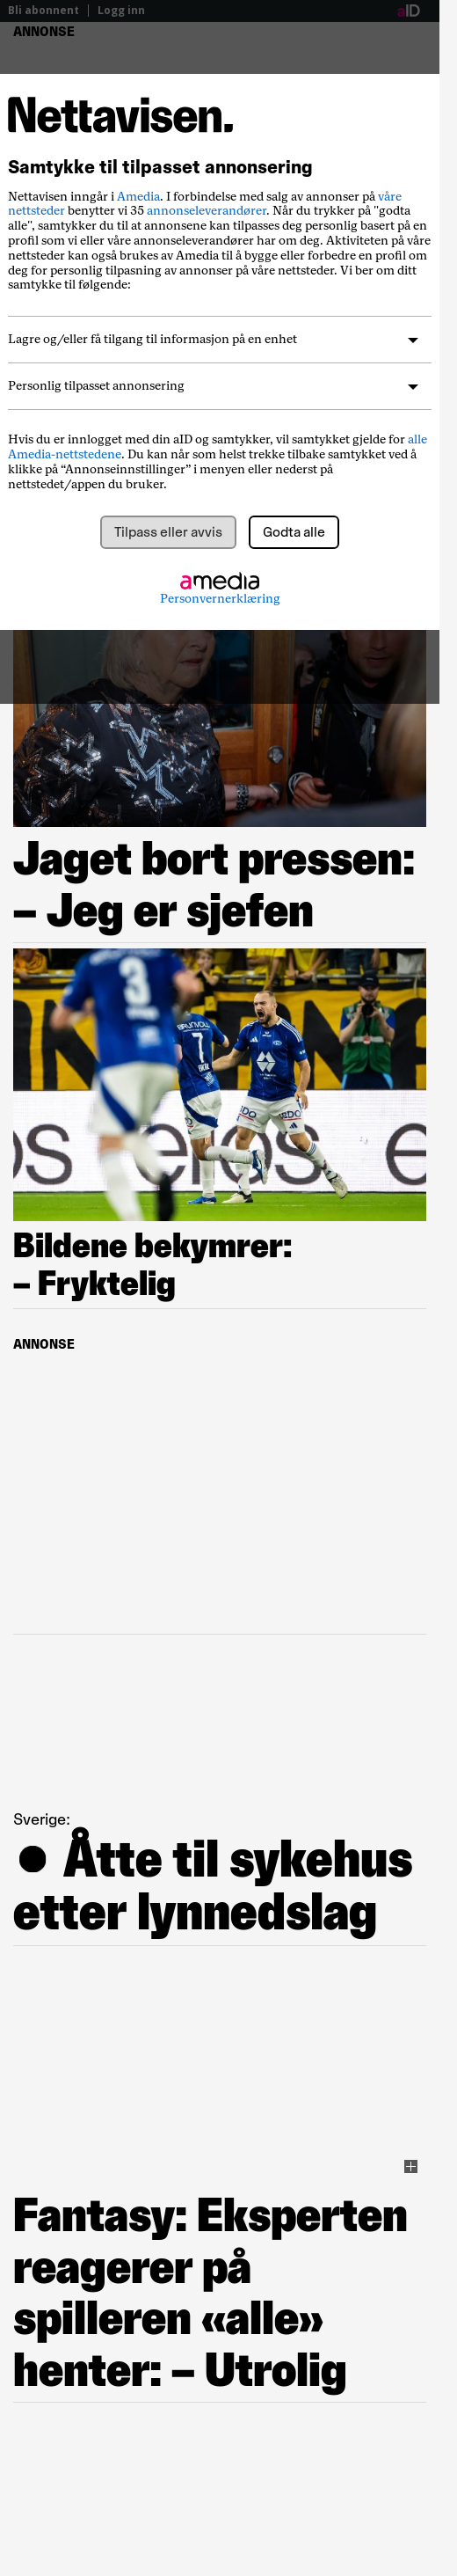 Bli abonnent | Logg inn
aID
ANNONSE
Nettavisen.
Samtykke til tilpasset annonsering
Nettavisen inngår i Amedia. I forbindelse med salg av annonser på våre
nettsteder benytter vi 35 annonseleverandører. Når du trykker på "godta
alle", samtykker du til at annonsene kan tilpasses deg personlig basert på en
profil som vi eller våre annonseleverandører har om deg. Aktiviteten på våre
nettsteder kan også brukes av Amedia til å bygge eller forbedre en profil om
deg for personlig tilpasning av annonser på våre nettsteder. Vi ber om ditt
samtykke til følgende:
Lagre og/eller få tilgang til informasjon på en enhet
Personlig tilpasset annonsering
Hvis du er innlogget med din aID og samtykker, vil samtykket gjelde for alle
Amedia-nettstedene. Du kan når som helst trekke tilbake samtykket ved å
klikke på “Annonseinnstillinger” i menyen eller nederst på
nettstedet/appen du bruker.
Tilpass eller avvis
Godta alle
amedia
Personvernerklæring
Jaget bort pressen:
– Jeg er sjefen
3
BRUNVOLL
7
Bildene bekymrer:
– Fryktelig
ANNONSE
Sverige:
● Åtte til sykehus
etter lynnedslag
Fantasy: Eksperten
reagerer på
spilleren «alle»
henter: – Utrolig